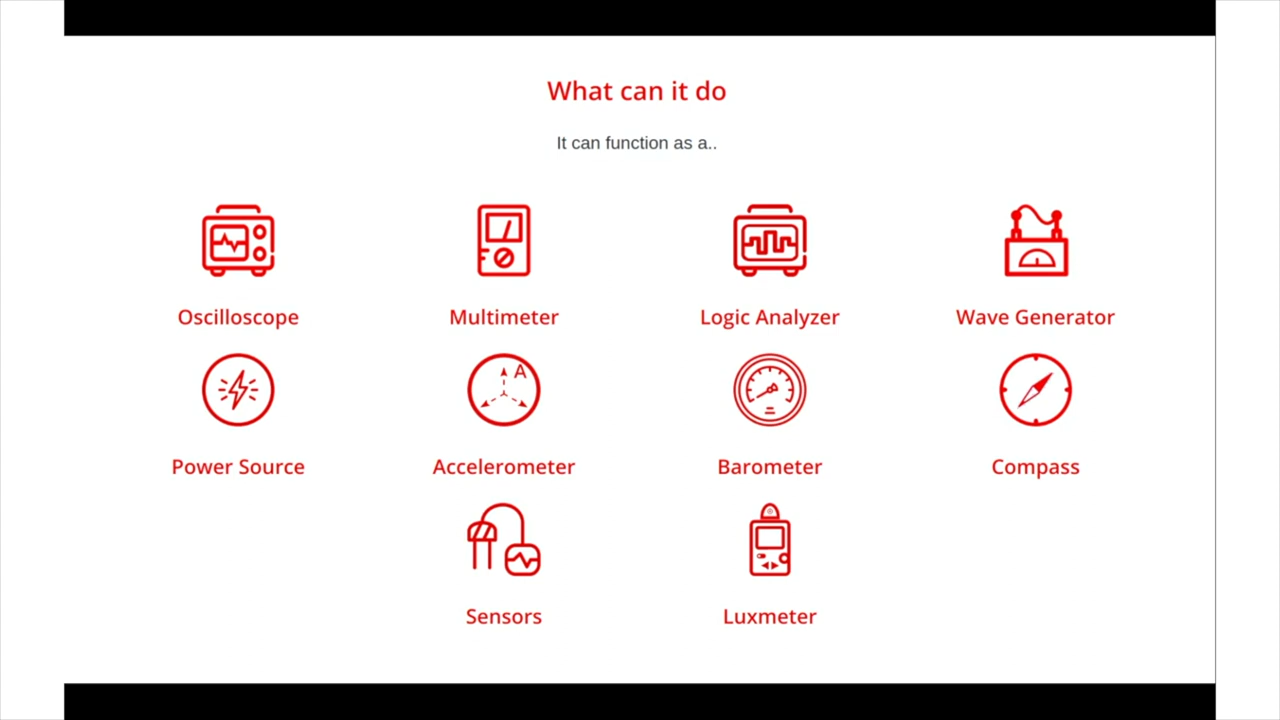 What can it do
It can function as a..
Oscilloscope
Multimeter
Logic Analyzer
Wave Generator
A
Power Source
Accelerometer
Barometer
Compass
Sensors
Luxmeter